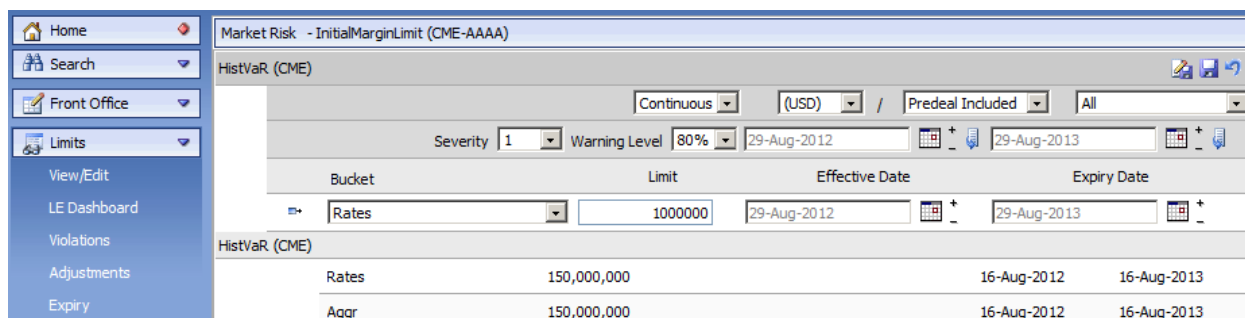 Home
Search
Front Office
Limits
View/Edit
LE Dashboard
Violations
Adjustments
Expiry
Market Risk - InitialMarginLimit (CME-AAAA)
HistVaR (CME)
Continuous (USD) / Predeal Included All
Severity 1 Warning Level 80% 29-Aug-2012 + - 29-Aug-2013 + -
Bucket Limit Effective Date Expiry Date
Rates 1000000 29-Aug-2012 + - 29-Aug-2013 + -
HistVaR (CME)
Rates 150,000,000 16-Aug-2012 16-Aug-2013
Aggr 150,000,000 16-Aug-2012 16-Aug-2013